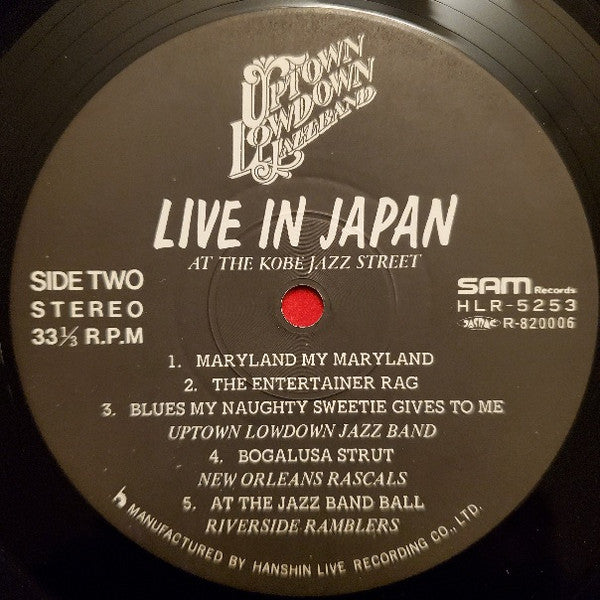 UPTOWN
LOWDOWN
JAZZ BAND
LIVE IN JAPAN
AT THE KOBE JAZZ STREET
SIDE TWO
STEREO
33⅓ R.P.M
SAM Records
HLR-5253
JASRAC R-820006
1. MARYLAND MY MARYLAND
2. THE ENTERTAINER RAG
3. BLUES MY NAUGHTY SWEETIE GIVES TO ME
UPTOWN LOWDOWN JAZZ BAND
4. BOGALUSA STRUT
NEW ORLEANS RASCALS
5. AT THE JAZZ BAND BALL
RIVERSIDE RAMBLERS
h MANUFACTURED BY HANSHIN LIVE RECORDING CO., LTD.